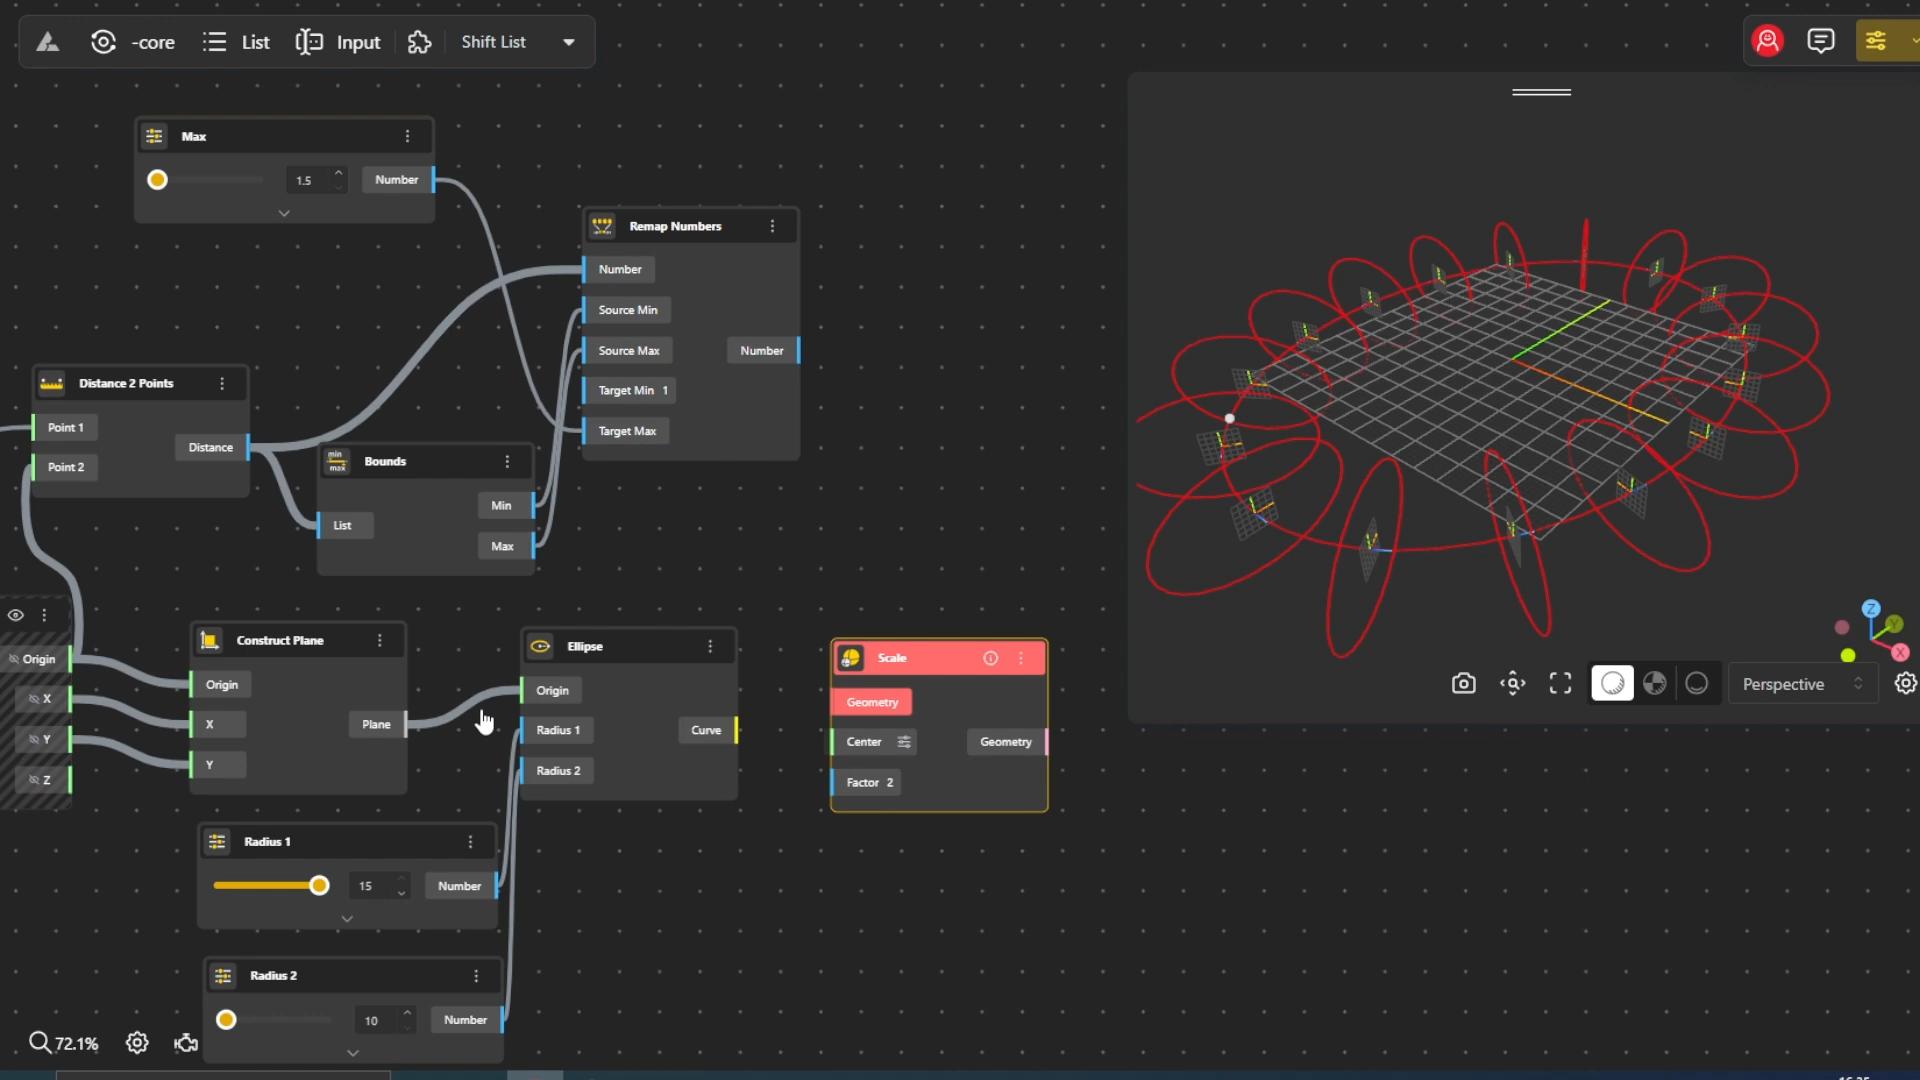 -core
List
Input
Shift List
Max
1.5
Number
Remap Numbers
Number
Source Min
Source Max
Number
Target Min 1
Target Max
Distance 2 Points
Point 1
Distance
Point 2
min
max
Bounds
Min
List
Max
Construct Plane
Origin
Origin
X
X
Plane
Y
Y
Z
Ellipse
Origin
Radius 1
Curve
Radius 2
Scale
Geometry
Center
Geometry
Factor 2
Radius 1
15
Number
Radius 2
10
Number
72.1%
Z
Y
X
Perspective